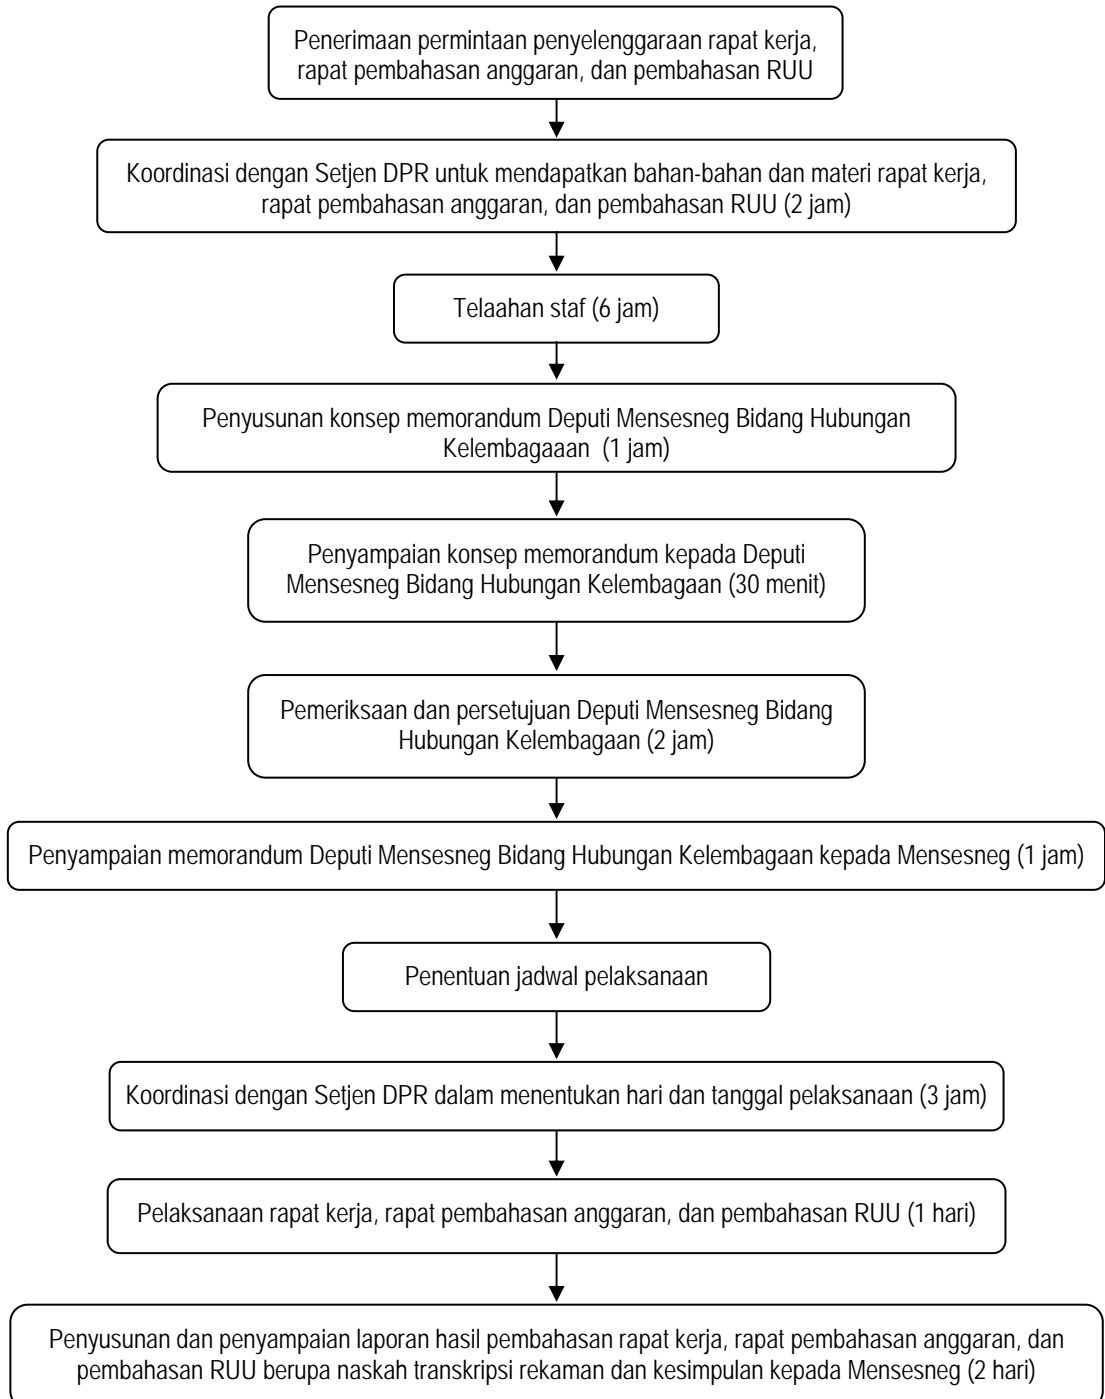 Penerimaan permintaan penyelenggaraan rapat kerja,
rapat pembahasan anggaran, dan pembahasan RUU
Koordinasi dengan Setjen DPR untuk mendapatkan bahan-bahan dan materi rapat kerja,
rapat pembahasan anggaran, dan pembahasan RUU (2 jam)
Telaahan staf (6 jam)
Penyusunan konsep memorandum Deputi Mensesneg Bidang Hubungan
Kelembagaaan (1 jam)
Penyampaian konsep memorandum kepada Deputi
Mensesneg Bidang Hubungan Kelembagaan (30 menit)
Pemeriksaan dan persetujuan Deputi Mensesneg Bidang
Hubungan Kelembagaan (2 jam)
Penyampaian memorandum Deputi Mensesneg Bidang Hubungan Kelembagaan kepada Mensesneg (1 jam)
Penentuan jadwal pelaksanaan
Koordinasi dengan Setjen DPR dalam menentukan hari dan tanggal pelaksanaan (3 jam)
Pelaksanaan rapat kerja, rapat pembahasan anggaran, dan pembahasan RUU (1 hari)
Penyusunan dan penyampaian laporan hasil pembahasan rapat kerja, rapat pembahasan anggaran, dan
pembahasan RUU berupa naskah transkripsi rekaman dan kesimpulan kepada Mensesneg (2 hari)